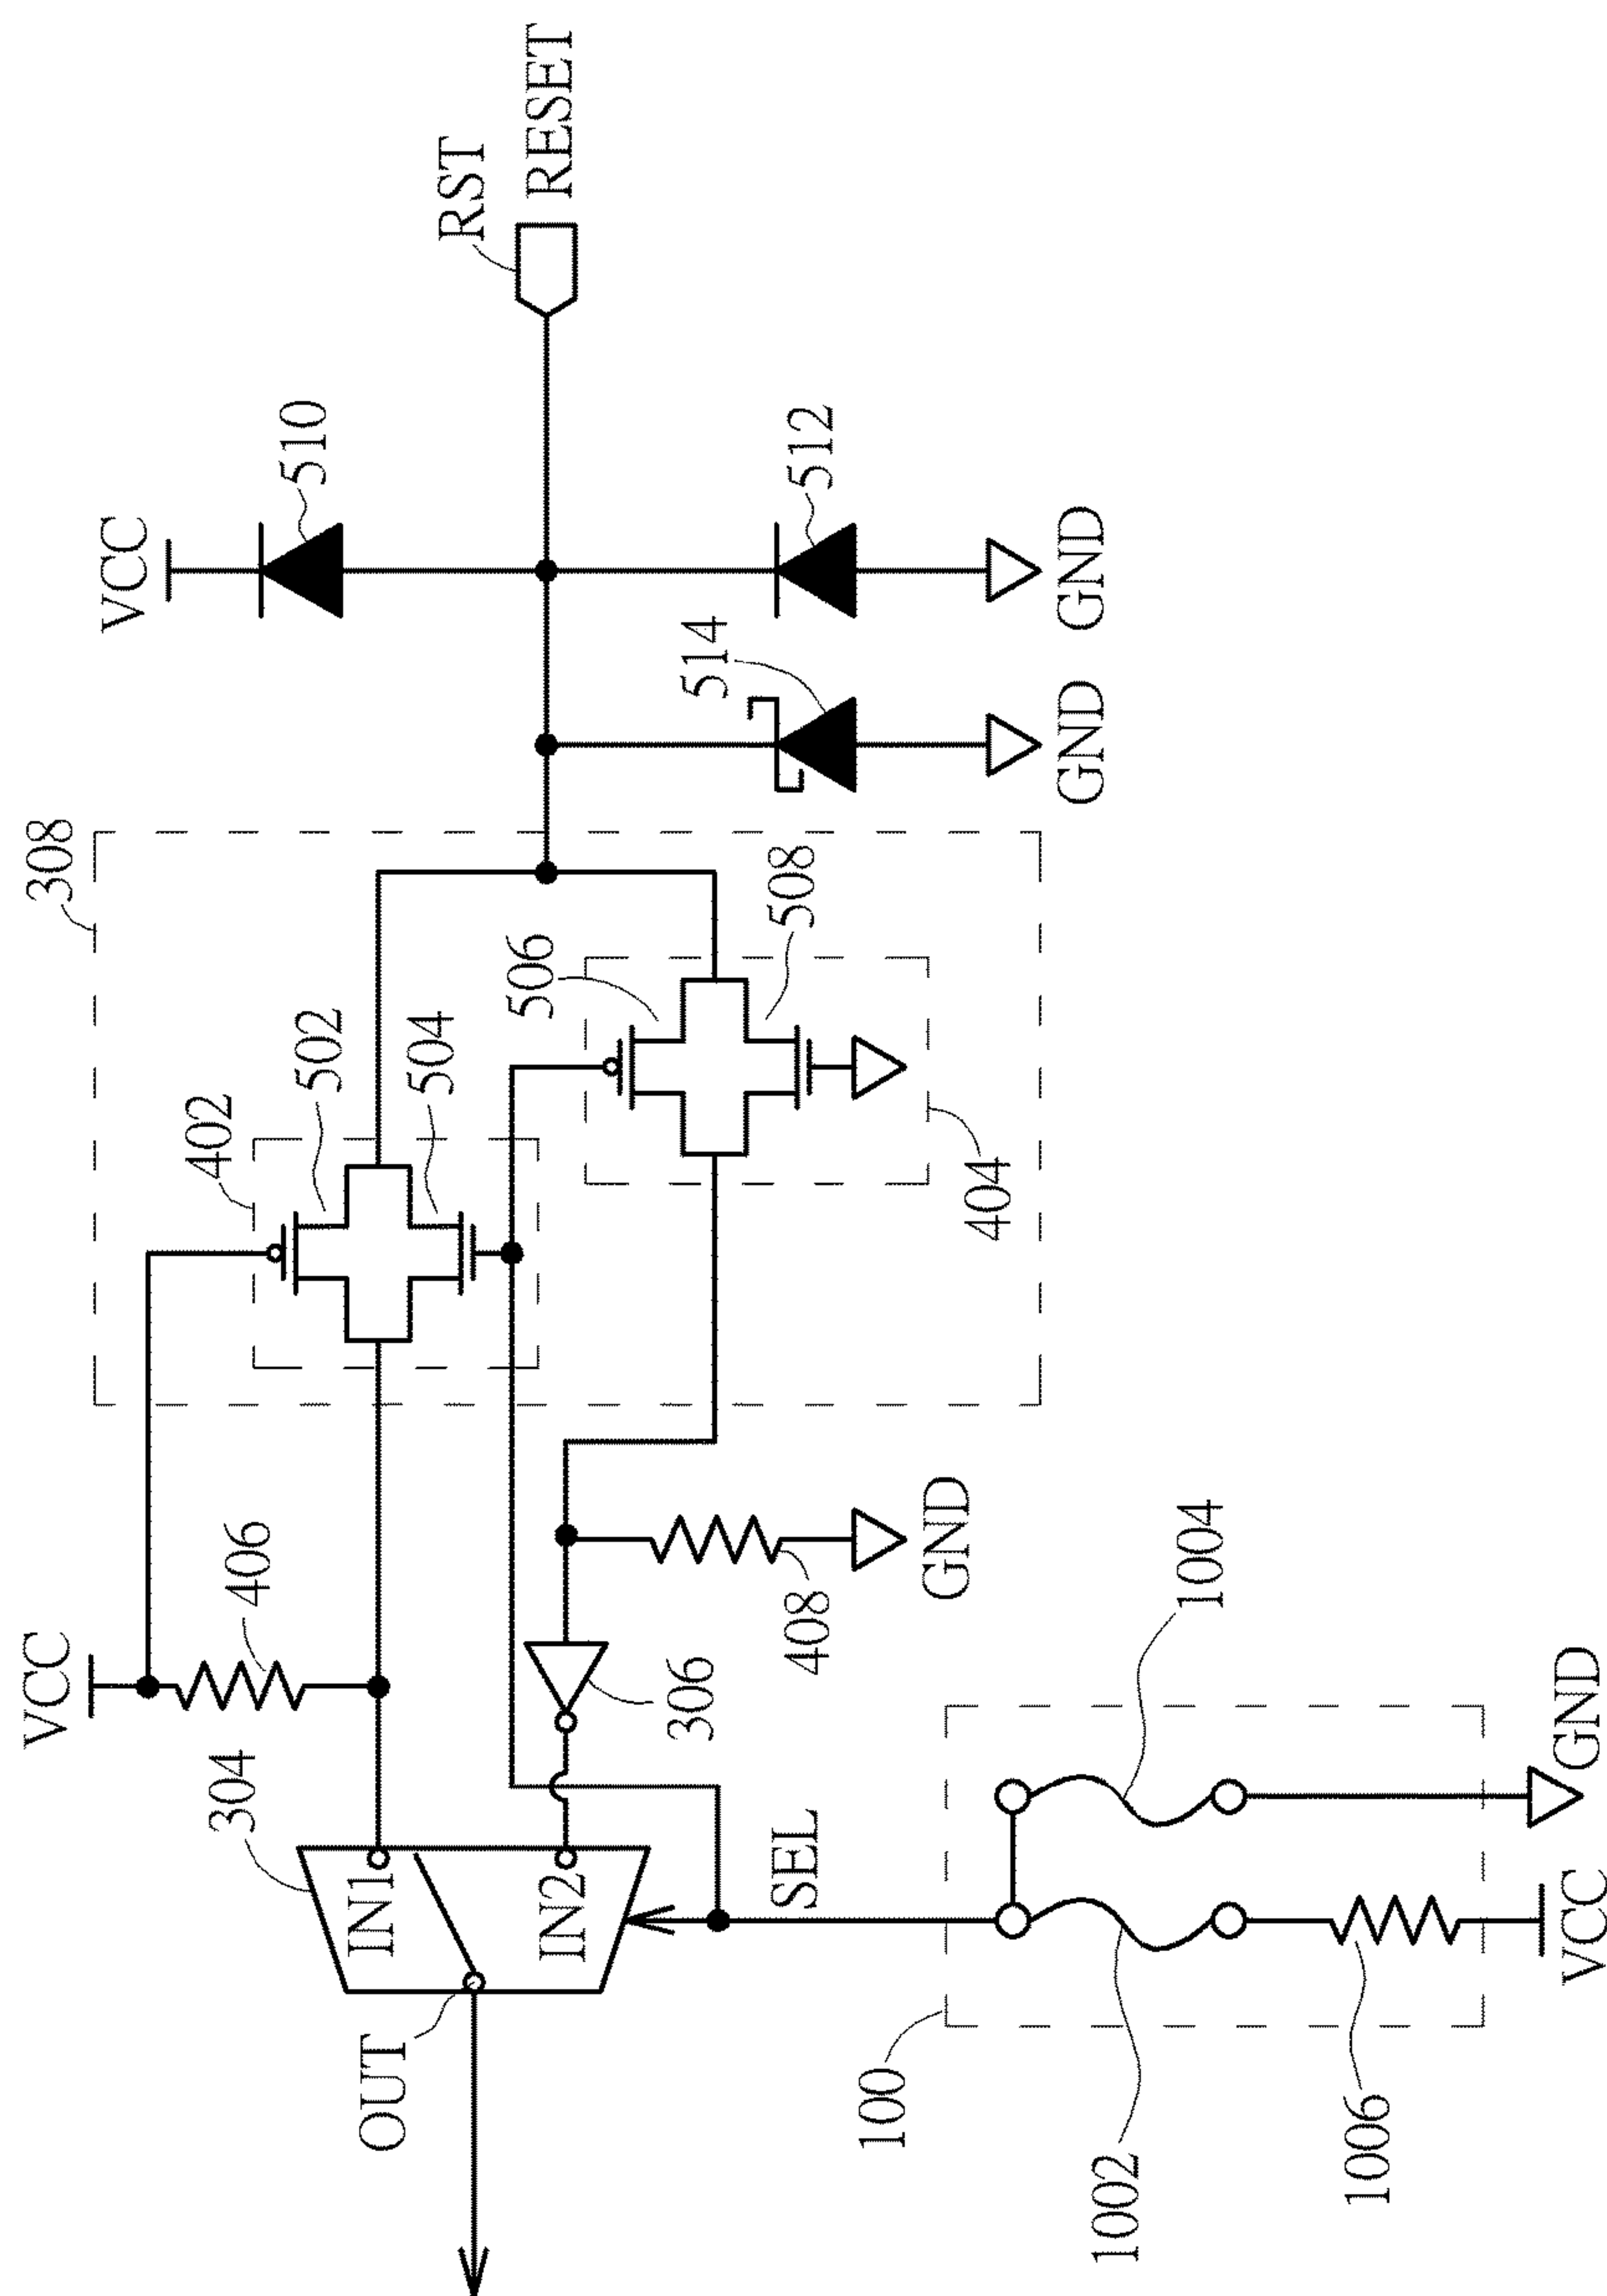 RST
RESET
VCC
510
512
GND
514
GND
308
502
504
402
506
508
404
VCC
406
408
GND
306
304
IN1
IN2
OUT
SEL
100
1002
1004
1006
VCC
GND